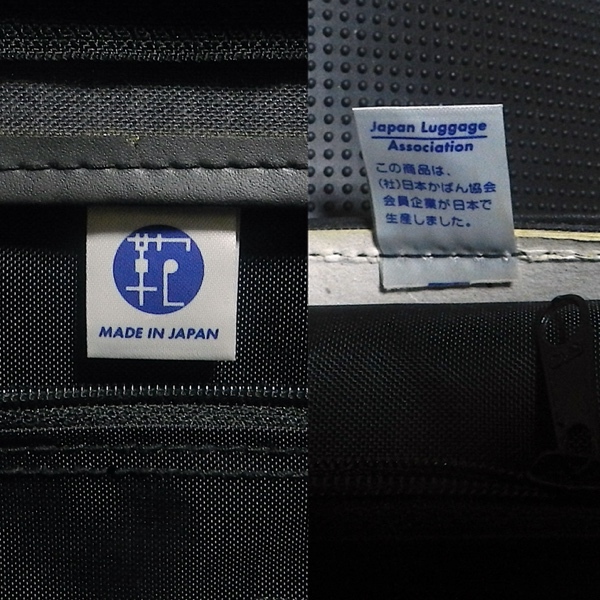 MADE IN JAPAN
Japan Luggage
Association
この商品は、
(社)日本かばん協会
会員企業が日本で
生産しました。